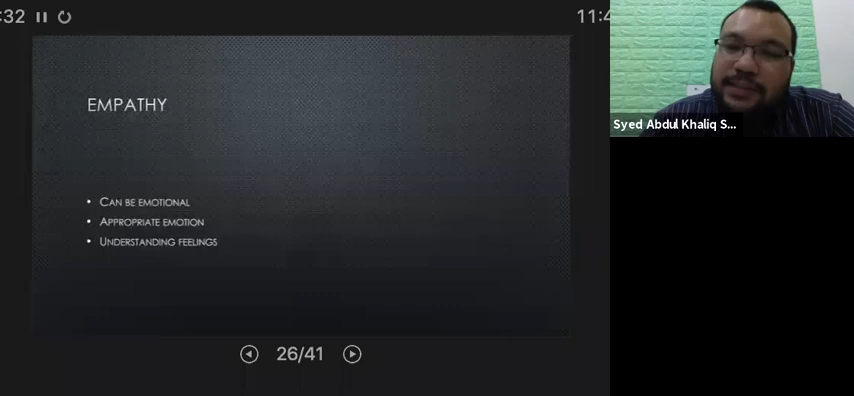 :32
11:4
EMPATHY
• CAN BE EMOTIONAL
• APPROPRIATE EMOTION
• UNDERSTANDING FEELINGS
26/41
Syed Abdul Khaliq S...